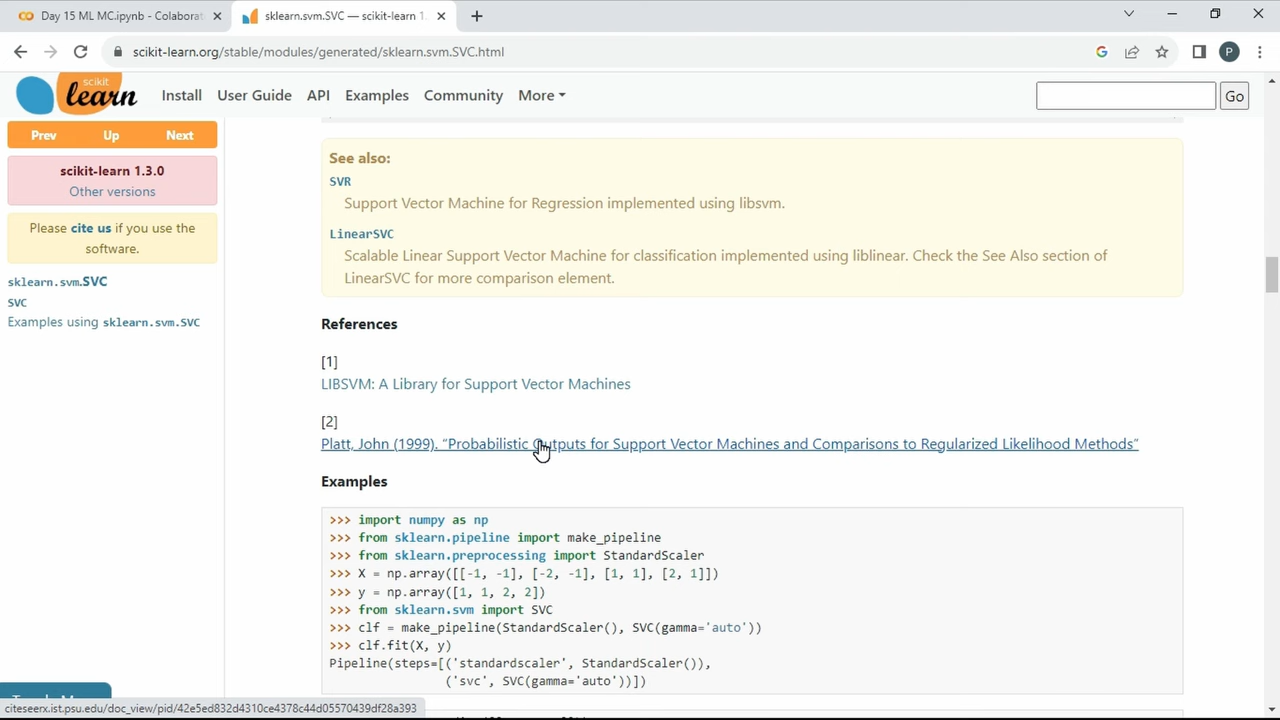 Day 15 ML MC.ipynb - Colaborat
sklearn.svm.SVC — scikit-learn 1.
scikit-learn.org/stable/modules/generated/sklearn.svm.SVC.html
P
scikit
learn
Install
User Guide
API
Examples
Community
More
Go
Prev
Up
Next
scikit-learn 1.3.0
Other versions
Please cite us if you use the
software.
sklearn.svm.SVC
SVC
Examples using sklearn.svm.SVC
See also:
SVR
Support Vector Machine for Regression implemented using libsvm.
LinearSVC
Scalable Linear Support Vector Machine for classification implemented using liblinear. Check the See Also section of
LinearSVC for more comparison element.
References
[1]
LIBSVM: A Library for Support Vector Machines
[2]
Platt, John (1999). “Probabilistic Outputs for Support Vector Machines and Comparisons to Regularized Likelihood Methods”
Examples
>>> import numpy as np
>>> from sklearn.pipeline import make_pipeline
>>> from sklearn.preprocessing import StandardScaler
>>> X = np.array([[-1, -1], [-2, -1], [1, 1], [2, 1]])
>>> y = np.array([1, 1, 2, 2])
>>> from sklearn.svm import SVC
>>> clf = make_pipeline(StandardScaler(), SVC(gamma='auto'))
>>> clf.fit(X, y)
Pipeline(steps=[('standardscaler', StandardScaler()),
('svc', SVC(gamma='auto'))])
citeseerx.ist.psu.edu/doc_view/pid/42e5ed832d4310ce4378c44d05570439df28a393